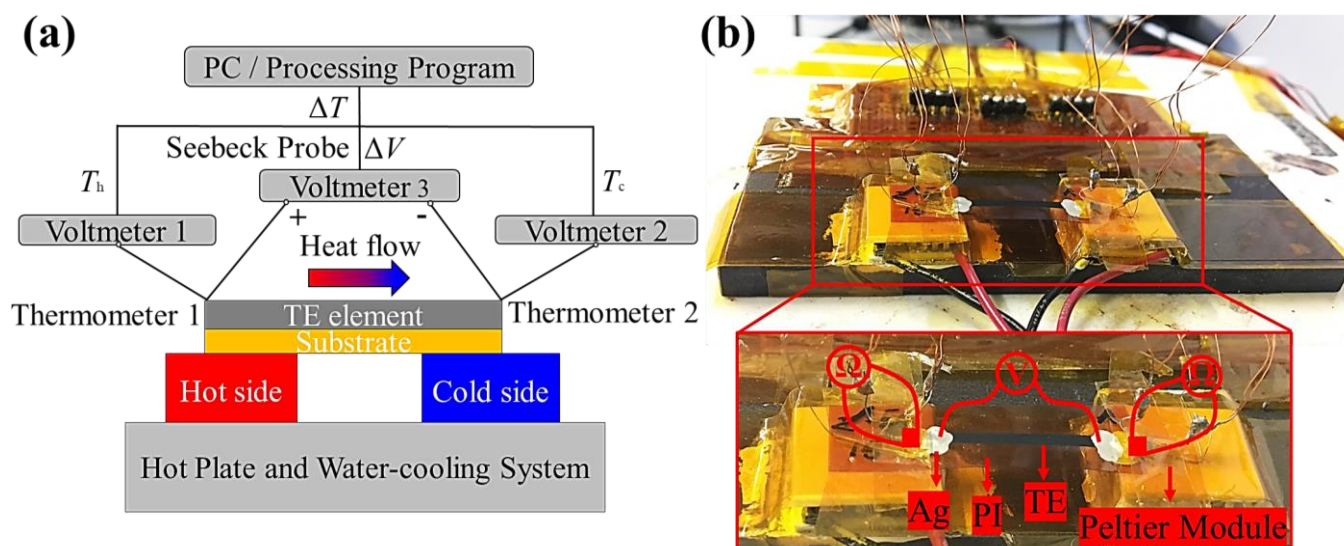 (a)
PC / Processing Program
ΔT
Seebeck Probe ΔV
Th
Voltmeter 3
Tc
+
-
Voltmeter 1
Voltmeter 2
Heat flow
Thermometer 1
TE element
Thermometer 2
Substrate
Hot side
Cold side
Hot Plate and Water-cooling System
(b)
Ω
V
Ω
Ag
PI
TE
Peltier Module